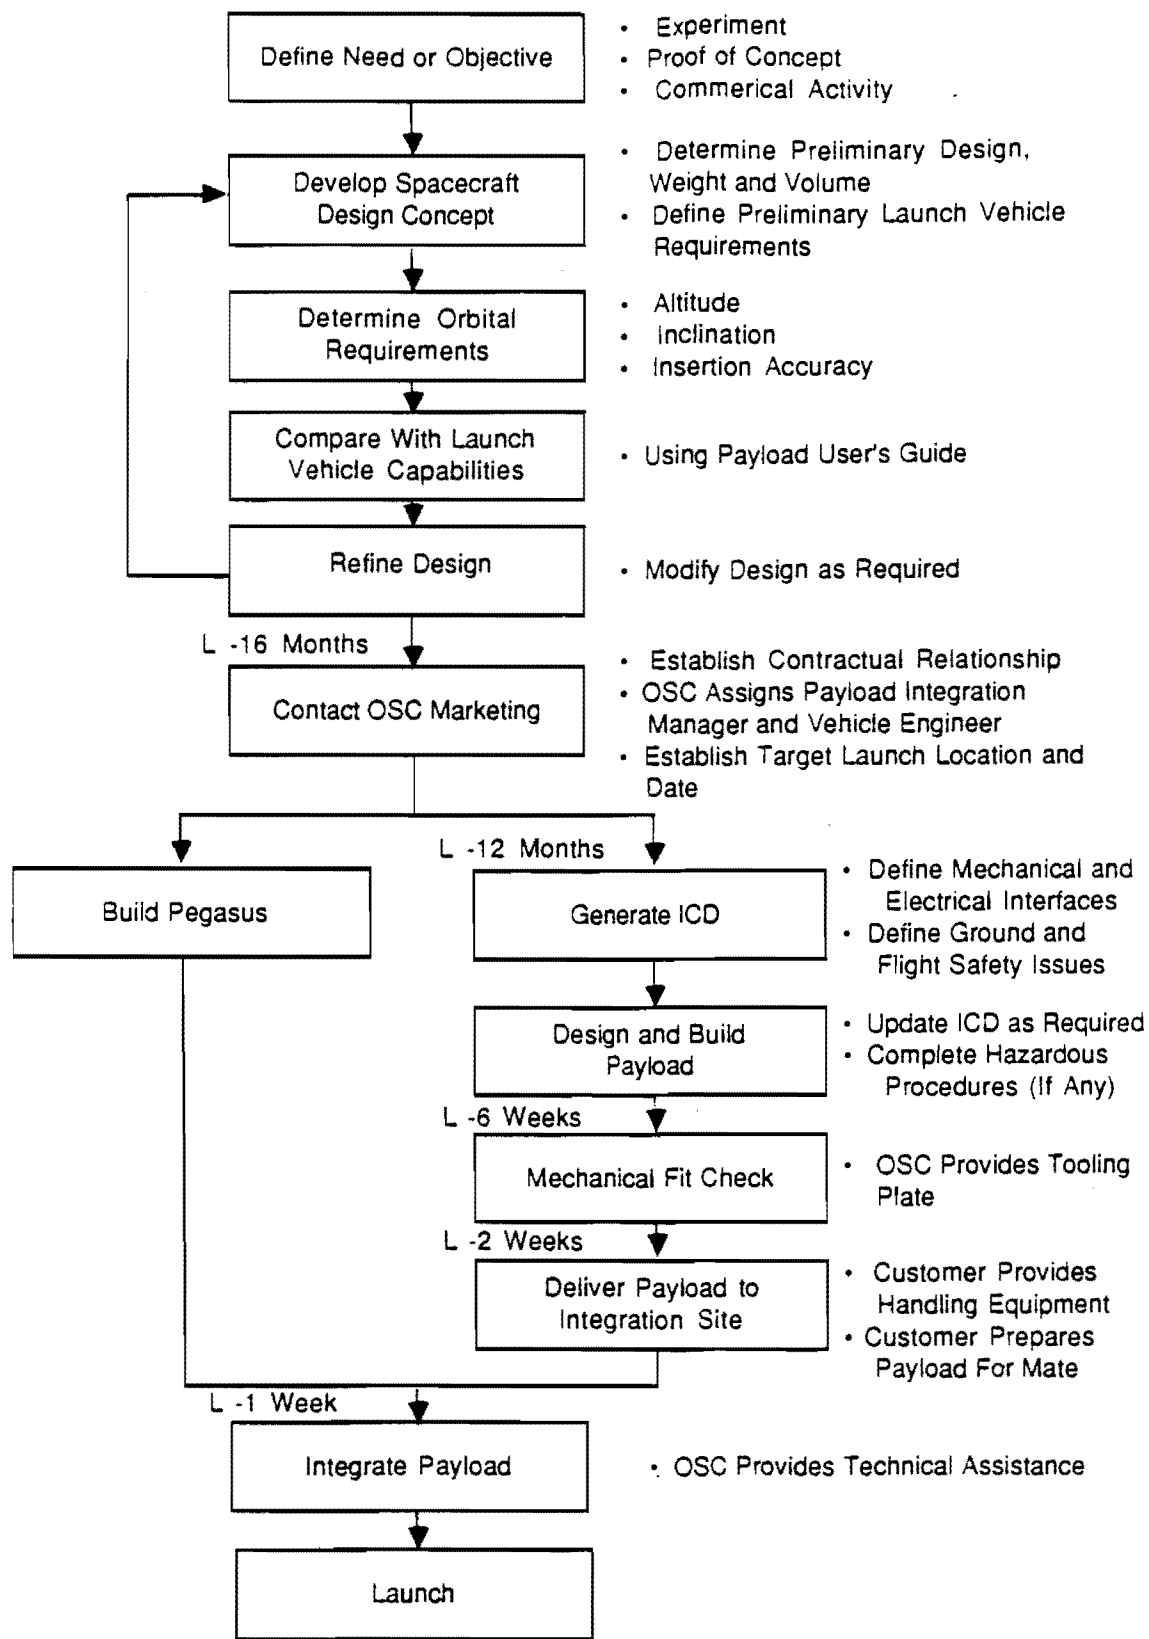 Define Need or Objective
• Experiment
• Proof of Concept
• Commerical Activity
Develop Spacecraft
Design Concept
• Determine Preliminary Design,
Weight and Volume
• Define Preliminary Launch Vehicle
Requirements
Determine Orbital
Requirements
• Altitude
• Inclination
• Insertion Accuracy
Compare With Launch
Vehicle Capabilities
• Using Payload User's Guide
Refine Design
• Modify Design as Required
L -16 Months
Contact OSC Marketing
• Establish Contractual Relationship
• OSC Assigns Payload Integration
Manager and Vehicle Engineer
• Establish Target Launch Location and
Date
Build Pegasus
L -12 Months
Generate ICD
• Define Mechanical and
Electrical Interfaces
• Define Ground and
Flight Safety Issues
Design and Build
Payload
• Update ICD as Required
• Complete Hazardous
Procedures (If Any)
L -6 Weeks
Mechanical Fit Check
• OSC Provides Tooling
Plate
L -2 Weeks
Deliver Payload to
Integration Site
• Customer Provides
Handling Equipment
• Customer Prepares
Payload For Mate
L -1 Week
Integrate Payload
• OSC Provides Technical Assistance
Launch